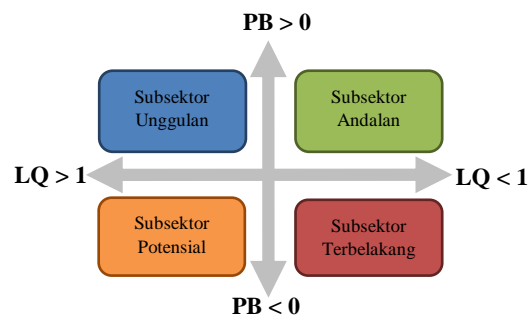 PB > 0
Subsektor
Unggulan
Subsektor
Andalan
LQ > 1
LQ < 1
Subsektor
Potensial
Subsektor
Terbelakang
PB < 0